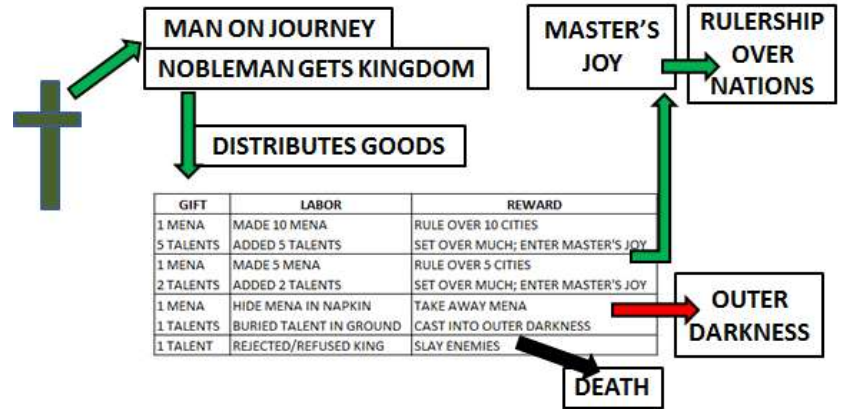 MAN ON JOURNEY
NOBLEMAN GETS KINGDOM
DISTRIBUTES GOODS
MASTER'S
JOY
RULERSHIP
OVER
NATIONS
GIFT LABOR REWARD
1 MENA MADE 10 MENA RULE OVER 10 CITIES
5 TALENTS ADDED 5 TALENTS SET OVER MUCH; ENTER MASTER'S JOY
1 MENA MADE 5 MENA RULE OVER 5 CITIES
2 TALENTS ADDED 2 TALENTS SET OVER MUCH; ENTER MASTER'S JOY
1 MENA HIDE MENA IN NAPKIN TAKE AWAY MENA
1 TALENTS BURIED TALENT IN GROUND CAST INTO OUTER DARKNESS
1 TALENT REJECTED/REFUSED KING SLAY ENEMIES
OUTER
DARKNESS
DEATH